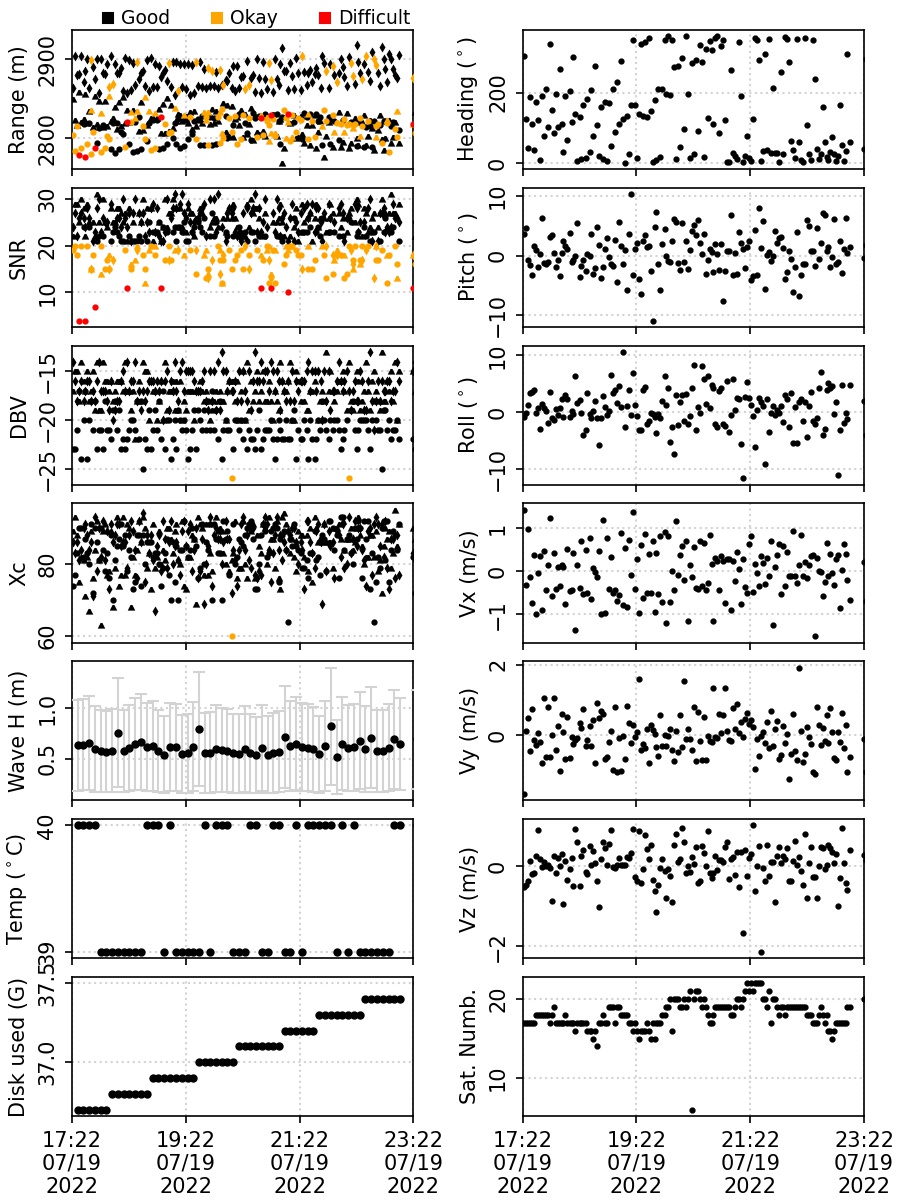 Good Okay Difficult
Range (m)
2900
2800
Heading (°)
200
0
SNR
30
20
10
Pitch (°)
10
0
−10
DBV
−15
−20
−25
Roll (°)
10
0
−10
Xc
80
60
Vx (m/s)
1
0
−1
Wave H (m)
1.0
0.5
Vy (m/s)
2
0
Temp (°C)
40
39
Vz (m/s)
0
−2
Disk used (G)
37.5
37.0
Sat. Numb.
20
10
17:22 19:22 21:22 23:22
07/19 07/19 07/19 07/19
2022 2022 2022 2022
17:22 19:22 21:22 23:22
07/19 07/19 07/19 07/19
2022 2022 2022 2022